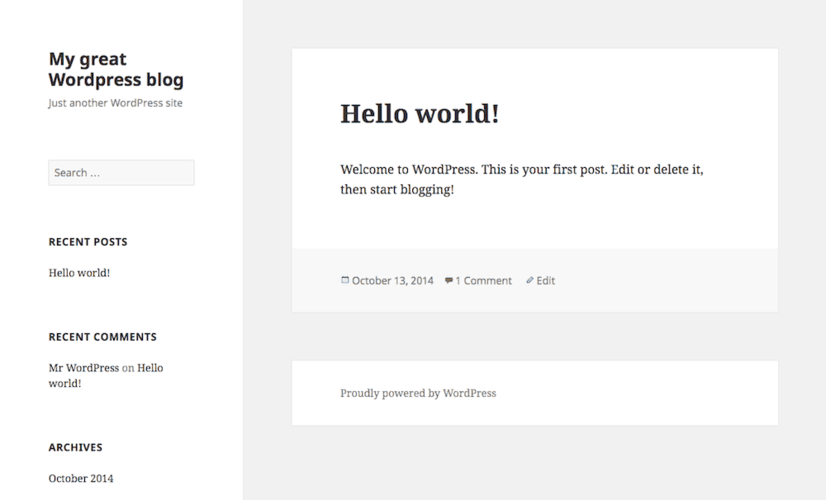 My great
Wordpress blog
Just another WordPress site
Search ...
RECENT POSTS
Hello world!
RECENT COMMENTS
Mr WordPress on Hello
world!
ARCHIVES
October 2014
Hello world!
Welcome to WordPress. This is your first post. Edit or delete it,
then start blogging!
October 13, 2014 1 Comment Edit
Proudly powered by WordPress